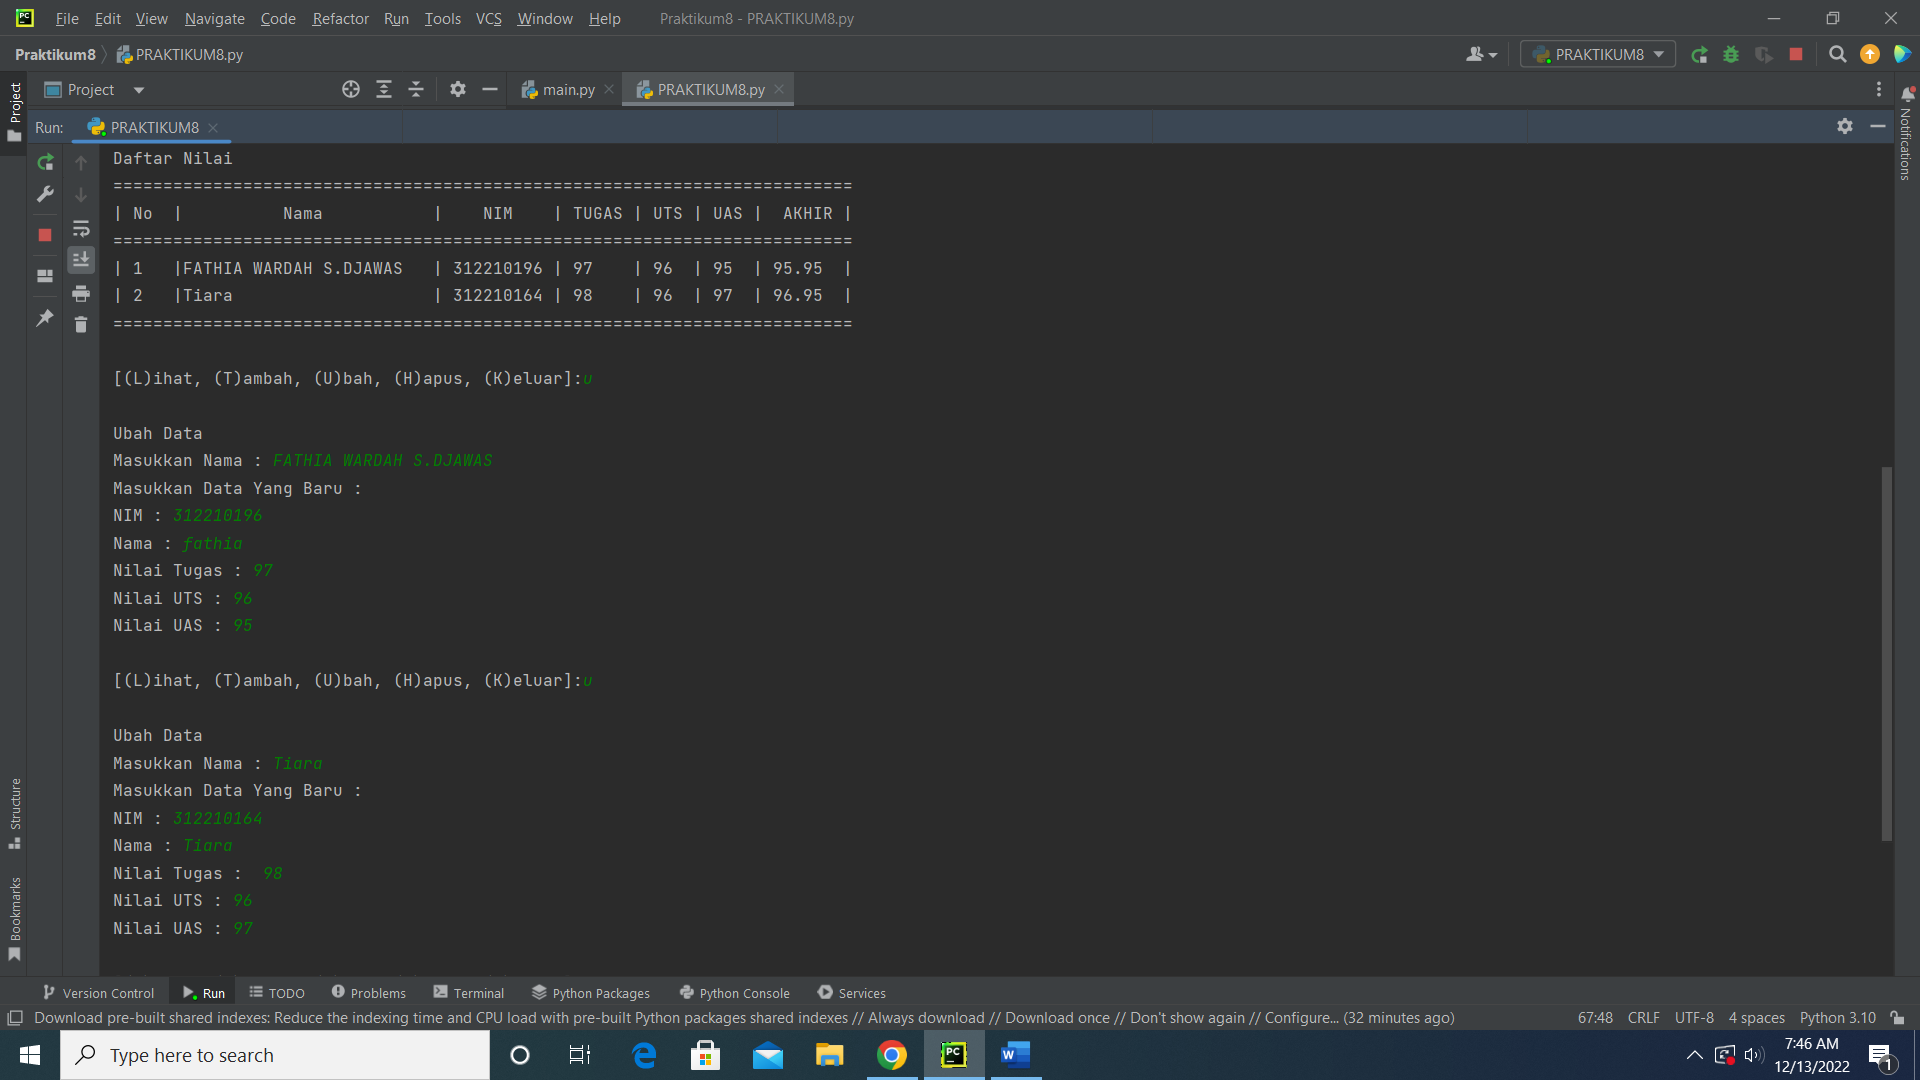 File Edit View Navigate Code Refactor Run Tools VCS Window Help Praktikum8 - PRAKTIKUM8.py
Praktikum8 PRAKTIKUM8.py PRAKTIKUM8
Project Project main.py PRAKTIKUM8.py
Notifications
Run: PRAKTIKUM8
Daftar Nilai
==========================================================================
| No  |          Nama           |    NIM    | TUGAS | UTS | UAS |  AKHIR |
==========================================================================
| 1   |FATHIA WARDAH S.DJAWAS   | 312210196 | 97    | 96  | 95  | 95.95  |
| 2   |Tiara                    | 312210164 | 98    | 96  | 97  | 96.95  |
==========================================================================
[(L)ihat, (T)ambah, (U)bah, (H)apus, (K)eluar]:u
Ubah Data
Masukkan Nama : FATHIA WARDAH S.DJAWAS
Masukkan Data Yang Baru :
NIM : 312210196
Nama : fathia
Nilai Tugas : 97
Nilai UTS : 96
Nilai UAS : 95
[(L)ihat, (T)ambah, (U)bah, (H)apus, (K)eluar]:u
Ubah Data
Masukkan Nama : Tiara
Masukkan Data Yang Baru :
NIM : 312210164
Nama : Tiara
Nilai Tugas :  98
Nilai UTS : 96
Nilai UAS : 97
Structure
Bookmarks
Version Control Run TODO Problems Terminal Python Packages Python Console Services
Download pre-built shared indexes: Reduce the indexing time and CPU load with pre-built Python packages shared indexes // Always download // Download once // Don't show again // Configure... (32 minutes ago) 67:48 CRLF UTF-8 4 spaces Python 3.10
Type here to search
7:46 AM
12/13/2022
1